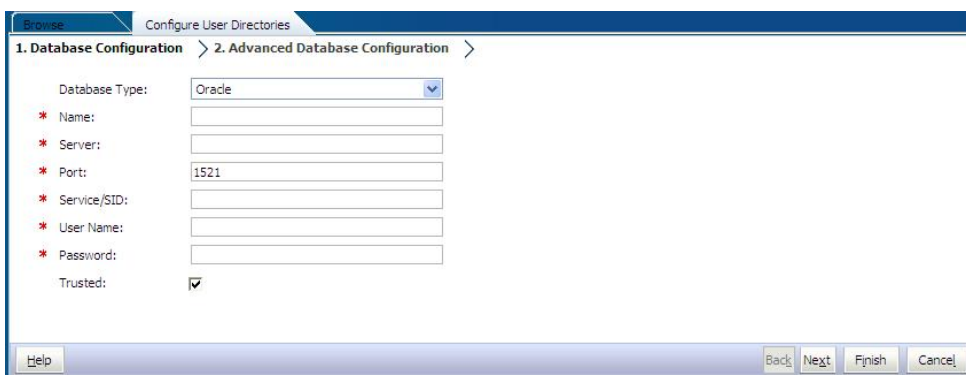 Browse Configure User Directories
1. Database Configuration 2. Advanced Database Configuration
Database Type: Oracle
* Name:
* Server:
* Port: 1521
* Service/SID:
* User Name:
* Password:
Trusted:
Help Back Next Finish Cancel